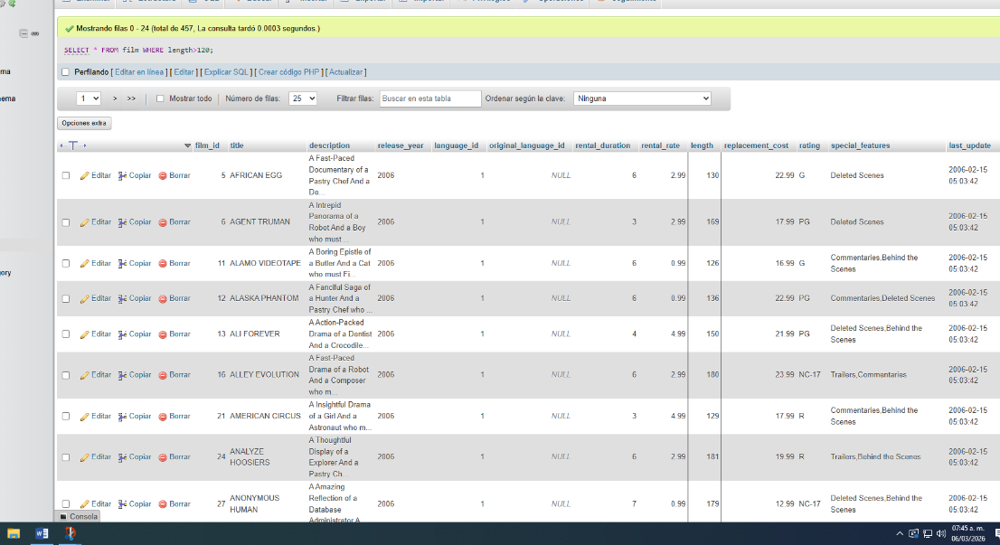 Mostrando filas 0 - 24 (total de 457, La consulta tardó 0.0003 segundos.)
SELECT * FROM film WHERE length>120;
Perfilando [ Editar en línea ] [ Editar ] [ Explicar SQL ] [ Crear código PHP ] [ Actualizar ]
1 > >> Mostrar todo Número de filas: 25 Filtrar filas: Buscar en esta tabla Ordenar según la clave: Ninguna
Opciones extra
film_id title description release_year language_id original_language_id rental_duration rental_rate length replacement_cost rating special_features last_update
Editar Copiar Borrar 5 AFRICAN EGG A Fast-Paced Documentary of a Pastry Chef And a De... 2006 1 NULL 6 2.99 130 22.99 G Deleted Scenes 2006-02-15 05:03:42
Editar Copiar Borrar 6 AGENT TRUMAN A Intrepid Panorama of a Robot And a Boy who must ... 2006 1 NULL 3 2.99 169 17.99 PG Deleted Scenes 2006-02-15 05:03:42
Editar Copiar Borrar 11 ALAMO VIDEOTAPE A Boring Epistle of a Butler And a Cat who must Fi... 2006 1 NULL 6 0.99 126 16.99 G Commentaries,Behind the Scenes 2006-02-15 05:03:42
Editar Copiar Borrar 12 ALASKA PHANTOM A Fanciful Saga of a Hunter And a Pastry Chef who ... 2006 1 NULL 6 0.99 136 22.99 PG Commentaries,Deleted Scenes 2006-02-15 05:03:42
Editar Copiar Borrar 13 ALI FOREVER A Action-Packed Drama of a Dentist And a Crocodile... 2006 1 NULL 4 4.99 150 21.99 PG Deleted Scenes,Behind the Scenes 2006-02-15 05:03:42
Editar Copiar Borrar 16 ALLEY EVOLUTION A Fast-Paced Drama of a Robot And a Composer who m... 2006 1 NULL 6 2.99 180 23.99 NC-17 Trailers,Commentaries 2006-02-15 05:03:42
Editar Copiar Borrar 21 AMERICAN CIRCUS A Insightful Drama of a Girl And a Astronaut who m... 2006 1 NULL 3 4.99 129 17.99 R Commentaries,Behind the Scenes 2006-02-15 05:03:42
Editar Copiar Borrar 24 ANALYZE HOOSIERS A Thoughtful Display of a Explorer And a Pastry Ch... 2006 1 NULL 6 2.99 181 19.99 R Trailers,Behind the Scenes 2006-02-15 05:03:42
Editar Copiar Borrar 27 ANONYMOUS HUMAN A Amazing Reflection of a Database Administrator A 2006 1 NULL 7 0.99 179 12.99 NC-17 Deleted Scenes,Behind the Scenes 2006-02-15 05:03:42
Consola
07:45 a. m.
06/03/2026